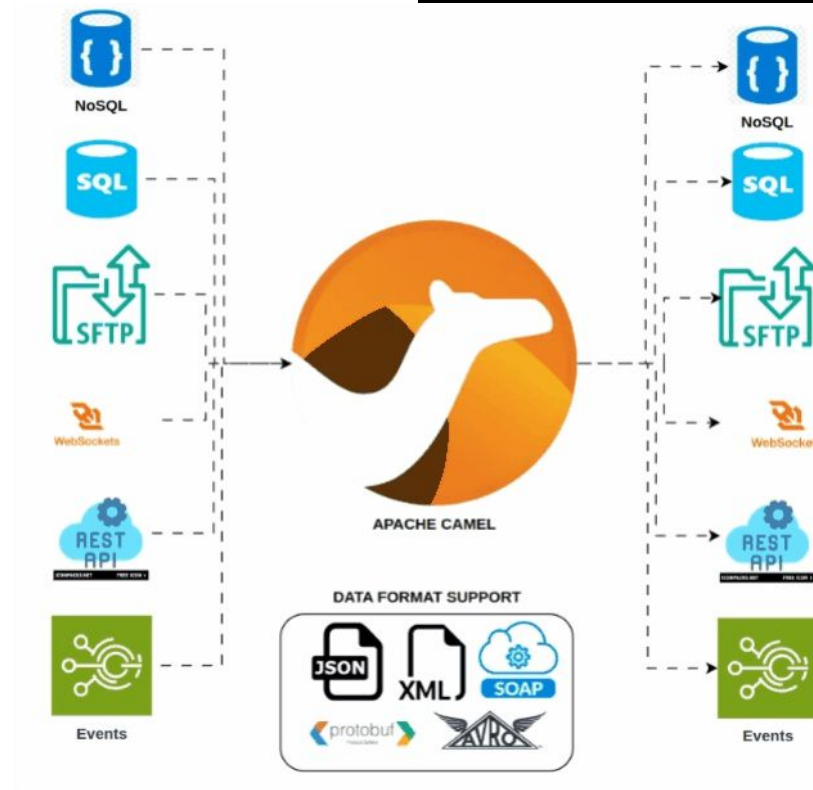 NoSQL
SQL
SFTP
WebSockets
REST
API
Events
APACHE CAMEL
DATA FORMAT SUPPORT
JSON
XML
SOAP
protobuf
AVRO
NoSQL
SQL
SFTP
WebSocke
REST
API
Events